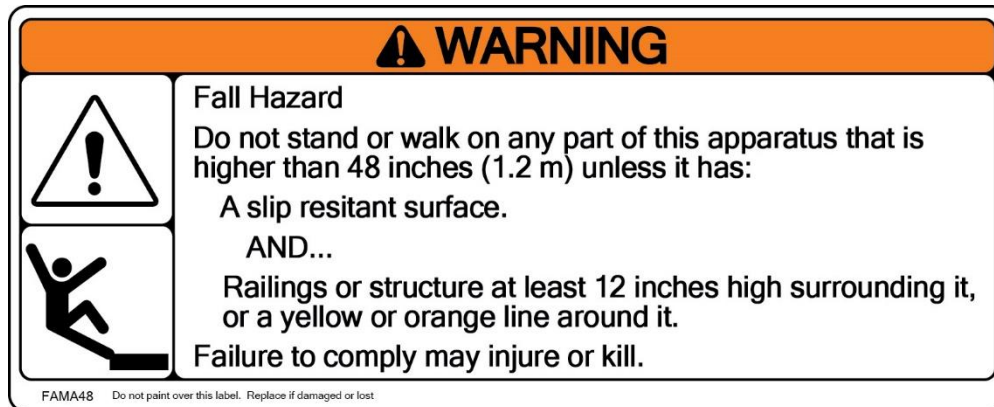 WARNING
Fall Hazard
Do not stand or walk on any part of this apparatus that is
higher than 48 inches (1.2 m) unless it has:
A slip resitant surface.
AND...
Railings or structure at least 12 inches high surrounding it,
or a yellow or orange line around it.
Failure to comply may injure or kill.
FAMA48 Do not paint over this label. Replace if damaged or lost